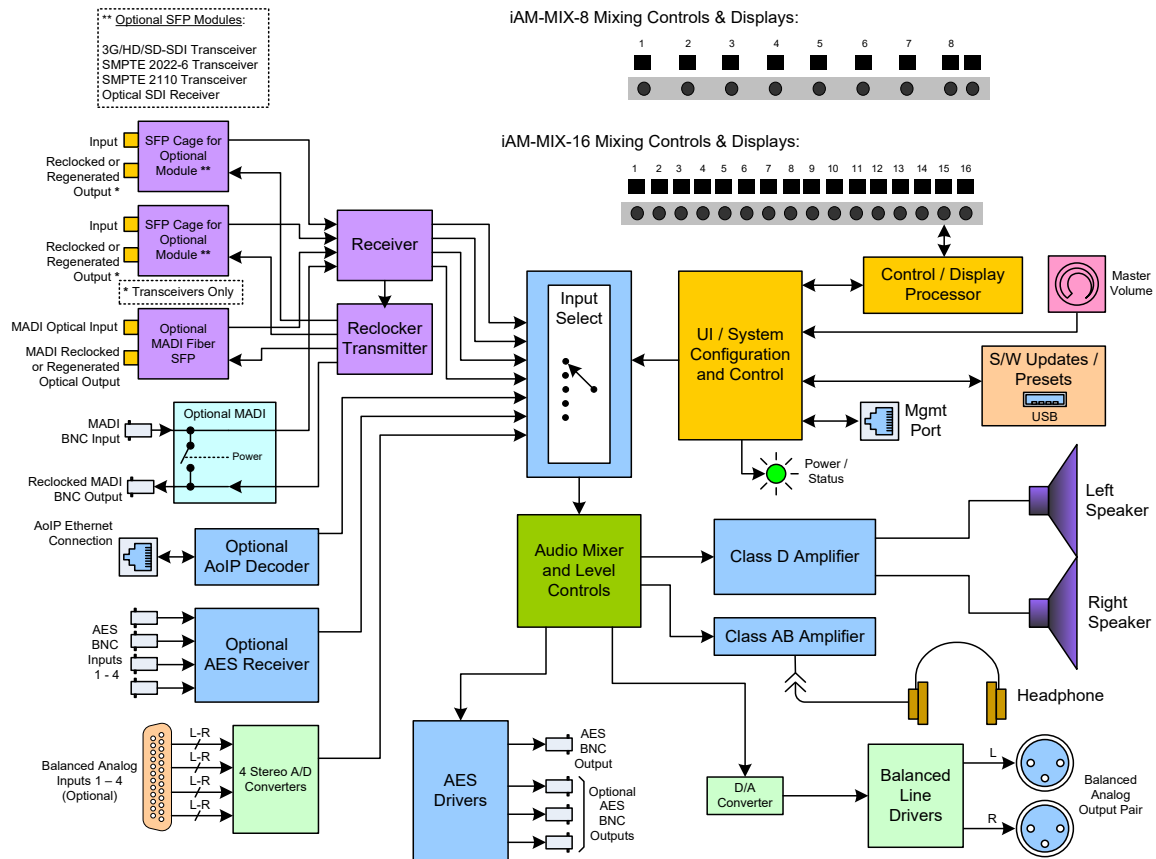 ** Optional SFP Modules:
3G/HD/SD-SDI Transceiver
SMPTE 2022-6 Transceiver
SMPTE 2110 Transceiver
Optical SDI Receiver
iAM-MIX-8 Mixing Controls & Displays:
1 2 3 4 5 6 7 8
iAM-MIX-16 Mixing Controls & Displays:
1 2 3 4 5 6 7 8 9 10 11 12 13 14 15 16
Input
Reclocked or
Regenerated
Output *
SFP Cage for
Optional
Module **
Input
Reclocked or
Regenerated
Output *
SFP Cage for
Optional
Module **
* Transceivers Only
MADI Optical Input
MADI Reclocked
or Regenerated
Optical Output
Optional
MADI Fiber
SFP
Receiver
Reclocker
Transmitter
Optional MADI
Power
MADI
BNC Input
Reclocked MADI
BNC Output
AoIP Ethernet
Connection
Optional
AoIP Decoder
AES
BNC
Inputs
1 - 4
Optional
AES Receiver
Balanced Analog
Inputs 1 – 4
(Optional)
L-R
L-R
L-R
L-R
4 Stereo A/D
Converters
Input
Select
UI / System
Configuration
and Control
Control / Display
Processor
Master
Volume
S/W Updates /
Presets
USB
Mgmt
Port
Power /
Status
Audio Mixer
and Level
Controls
Class D Amplifier
Left
Speaker
Right
Speaker
Class AB Amplifier
Headphone
AES Drivers
AES
BNC
Output
Optional
AES
BNC
Outputs
D/A
Converter
Balanced
Line
Drivers
L
R
Balanced
Analog
Output Pair